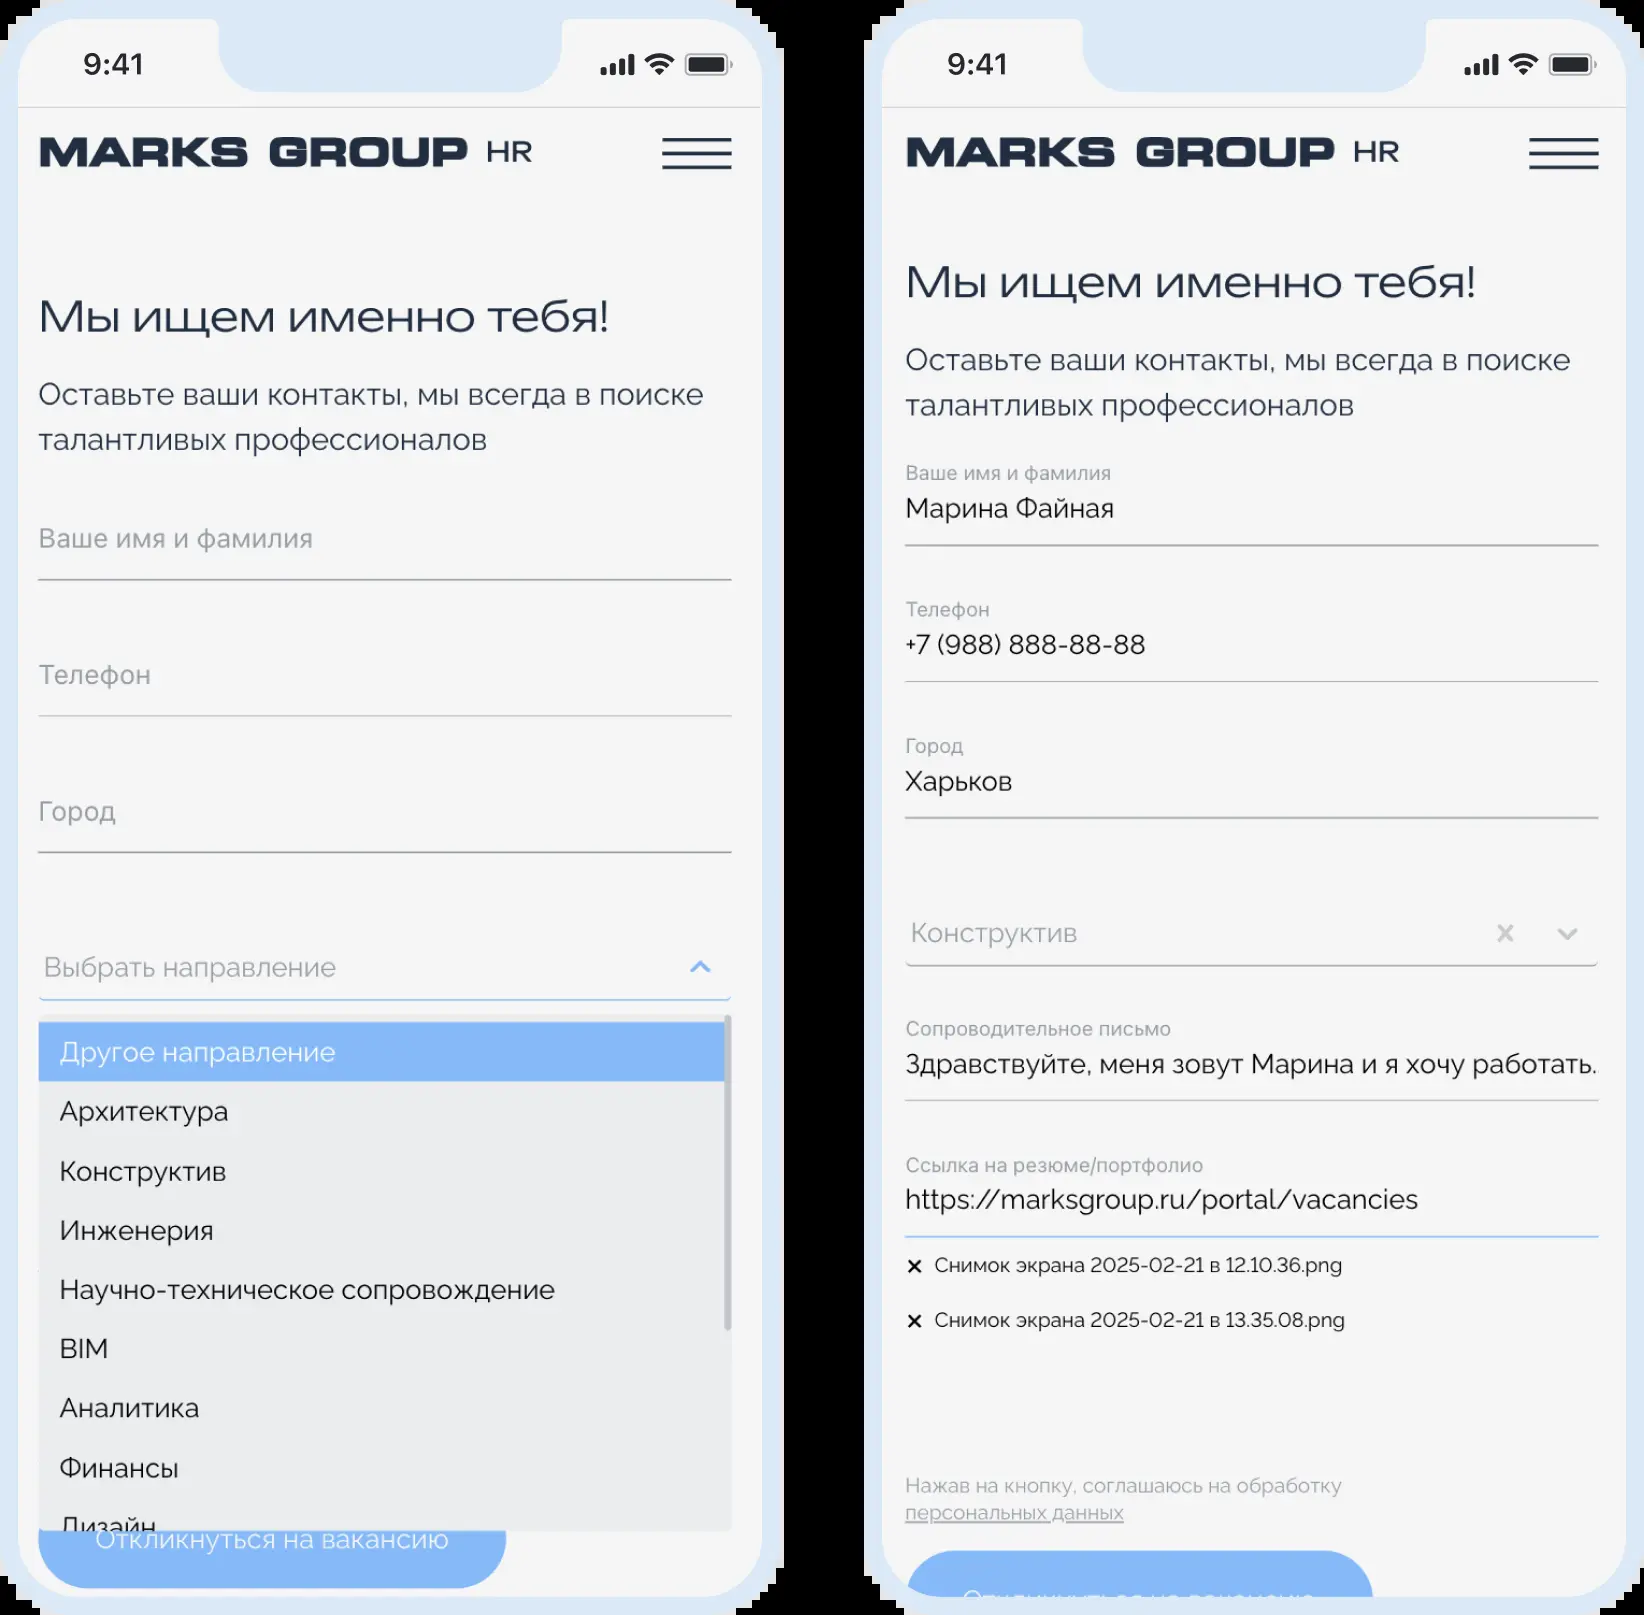 9:41
MARKS GROUP HR
Мы ищем именно тебя!
Оставьте ваши контакты, мы всегда в поиске
талантливых профессионалов
Ваше имя и фамилия
Телефон
Город
Выбрать направление
Другое направление
Архитектура
Конструктив
Инженерия
Научно-техническое сопровождение
BIM
Аналитика
Финансы
Дизайн
Откликнуться на вакансию
9:41
MARKS GROUP HR
Мы ищем именно тебя!
Оставьте ваши контакты, мы всегда в поиске
талантливых профессионалов
Ваше имя и фамилия
Марина Файная
Телефон
+7 (988) 888-88-88
Город
Харьков
Конструктив
Сопроводительное письмо
Здравствуйте, меня зовут Марина и я хочу работать.
Ссылка на резюме/портфолио
https://marksgroup.ru/portal/vacancies
Снимок экрана 2025-02-21 в 12.10.36.png
Снимок экрана 2025-02-21 в 13.35.08.png
Нажав на кнопку, соглашаюсь на обработку
персональных данных